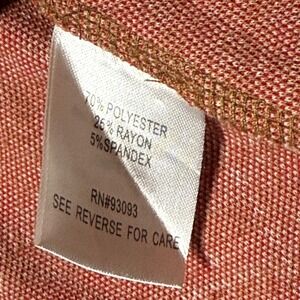 70% POLYESTER
25% RAYON
5%SPANDEX
RN#93093
SEE REVERSE FOR CARE